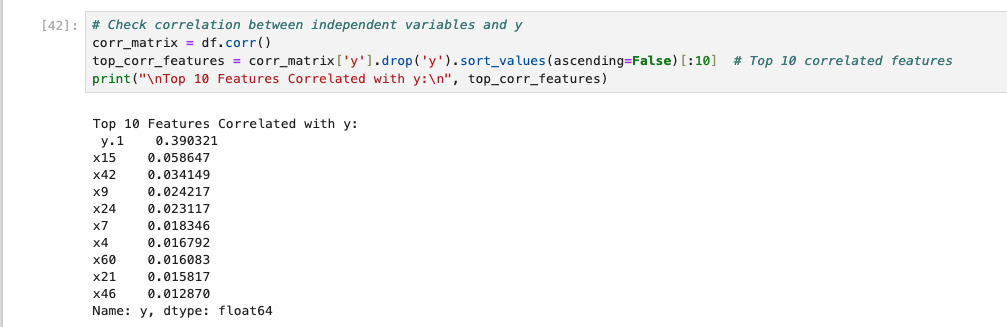 [42]: # Check correlation between independent variables and y
corr_matrix = df.corr()
top_corr_features = corr_matrix['y'].drop('y').sort_values(ascending=False)[:10]  # Top 10 correlated features
print("\nTop 10 Features Correlated with y:\n", top_corr_features)
Top 10 Features Correlated with y:
y.1    0.390321
x15    0.058647
x42    0.034149
x9     0.024217
x24    0.023117
x7     0.018346
x4     0.016792
x60    0.016083
x21    0.015817
x46    0.012870
Name: y, dtype: float64